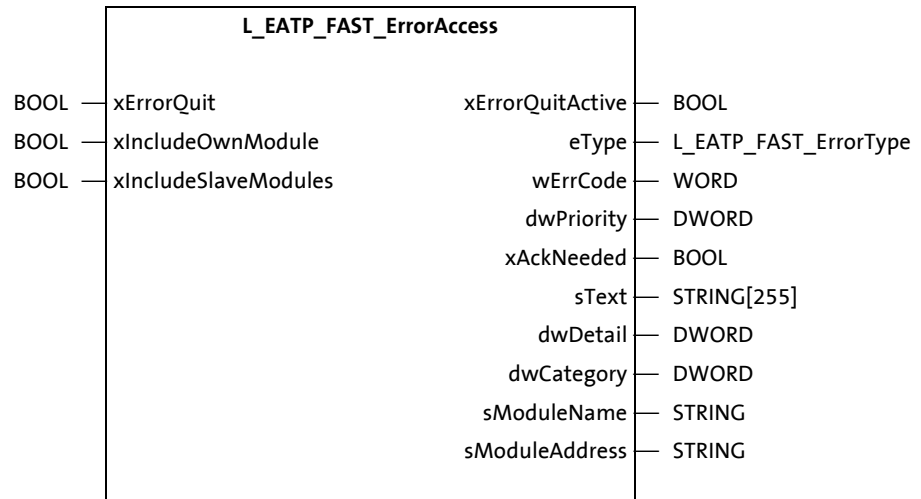 L_EATP_FAST_ErrorAccess
BOOL xErrorQuit xErrorQuitActive BOOL
BOOL xIncludeOwnModule eType L_EATP_FAST_ErrorType
BOOL xIncludeSlaveModules wErrCode WORD
dwPriority DWORD
xAckNeeded BOOL
sText STRING[255]
dwDetail DWORD
dwCategory DWORD
sModuleName STRING
sModuleAddress STRING